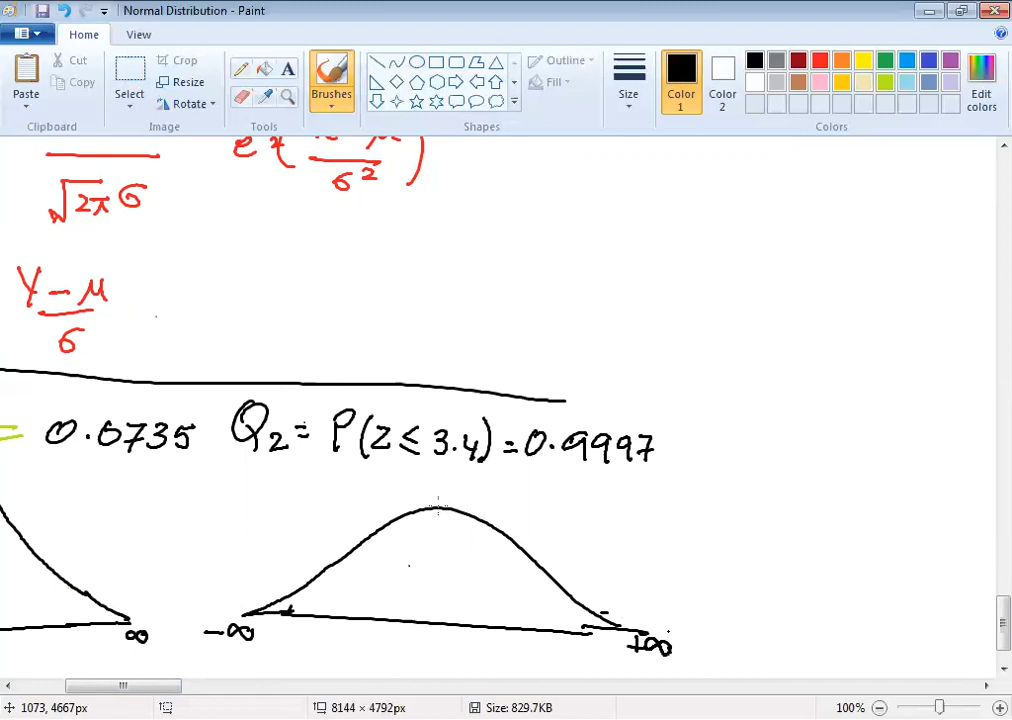 Normal Distribution - Paint
Home View
Paste
Cut
Copy
Clipboard
Select
Crop
Resize
Rotate
Image
A
Tools
Brushes
Shapes
Outline
Fill
Size
Color 1
Color 2
Edit colors
Colors
√2π σ
σ²
Y - μ
σ
= 0.0735 Q2 = P(Z ≤ 3.4) = 0.9997
∞ -∞ +∞
1073, 4667px 8144 × 4792px Size: 829.7KB 100%